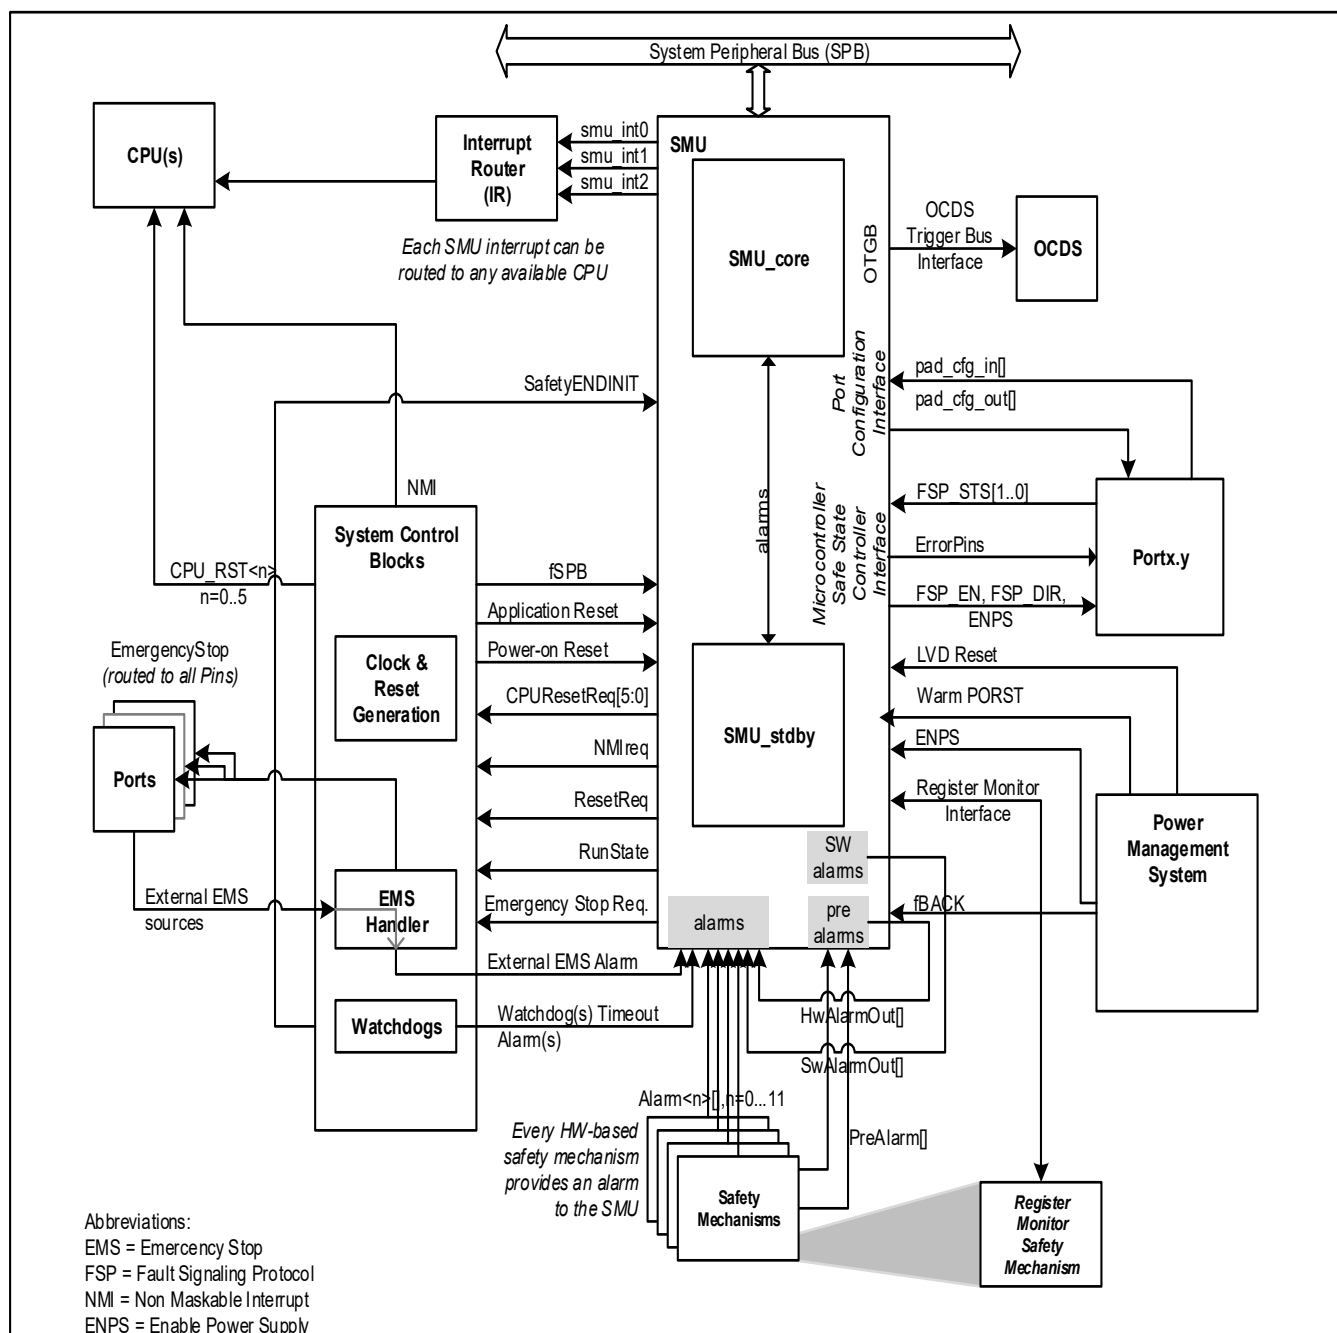 System Peripheral Bus (SPB)
CPU(s)
Interrupt
Router
(IR)
smu_int0
smu_int1
smu_int2
SMU
Each SMU interrupt can be
routed to any available CPU
SMU_core
OTGB
OCDS
Trigger Bus
Interface
OCDS
SafetyENDINIT
Port
Configuration
Interface
pad_cfg_in[]
pad_cfg_out[]
alarms
NMI
System Control
Blocks
CPU_RST<n>
n=0..5
fSPB
Application Reset
Power-on Reset
CPUResetReq[5:0]
NMIreq
ResetReq
RunState
Emergency Stop Req.
Clock &
Reset
Generation
Microcontroller
Safe State
Controller
Interface
FSP_STS[1..0]
ErrorPins
FSP_EN, FSP_DIR,
ENPS
Portx.y
EmergencyStop
(routed to all Pins)
Ports
External EMS
sources
EMS
Handler
SMU_stdby
LVD Reset
Warm PORST
ENPS
Register Monitor
Interface
Power
Management
System
fBACK
SW
alarms
alarms
pre
alarms
External EMS Alarm
Watchdogs
Watchdog(s) Timeout
Alarm(s)
HwAlarmOut[]
SwAlarmOut[]
Alarm<n>[],n=0...11
PreAlarm[]
Every HW-based
safety mechanism
provides an alarm
to the SMU
Safety
Mechanisms
Register
Monitor
Safety
Mechanism
Abbreviations:
EMS = Emercency Stop
FSP = Fault Signaling Protocol
NMI = Non Maskable Interrupt
ENPS = Enable Power Supply